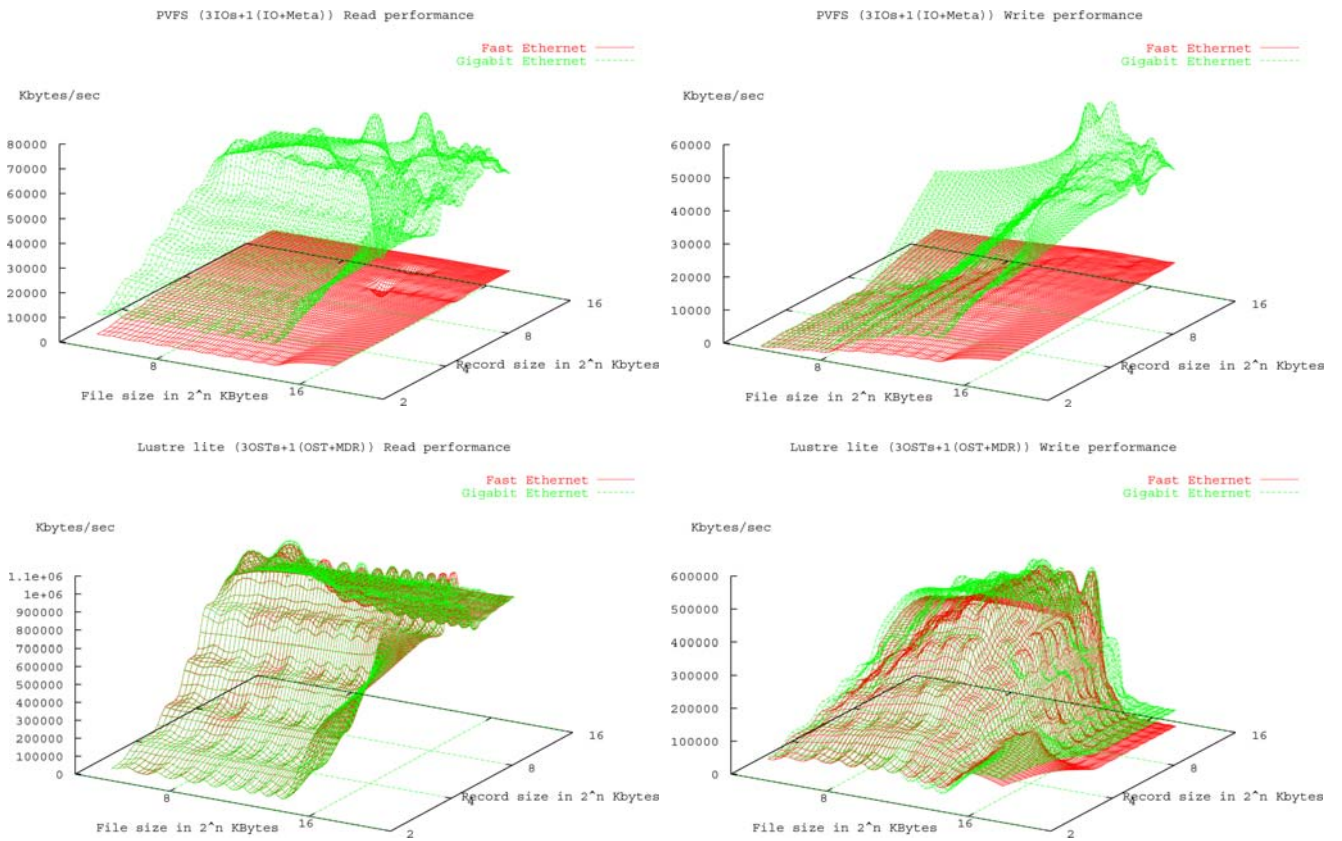 PVFS (3IOs+1(IO+Meta)) Read performance
Fast Ethernet
Gigabit Ethernet
Kbytes/sec
80000
70000
60000
50000
40000
30000
20000
10000
0
8
16
File size in 2^n KBytes
2
4
8
16
Record size in 2^n Kbytes
PVFS (3IOs+1(IO+Meta)) Write performance
Fast Ethernet
Gigabit Ethernet
Kbytes/sec
60000
50000
40000
30000
20000
10000
0
8
16
File size in 2^n KBytes
2
4
8
16
Record size in 2^n Kbytes
Lustre lite (3OSTs+1(OST+MDR)) Read performance
Fast Ethernet
Gigabit Ethernet
Kbytes/sec
1.1e+06
1e+06
900000
800000
700000
600000
500000
400000
300000
200000
100000
0
8
16
File size in 2^n KBytes
2
4
8
16
Record size in 2^n Kbytes
Lustre lite (3OSTs+1(OST+MDR)) Write performance
Fast Ethernet
Gigabit Ethernet
Kbytes/sec
600000
500000
400000
300000
200000
100000
0
8
16
File size in 2^n KBytes
2
4
8
16
Record size in 2^n Kbytes